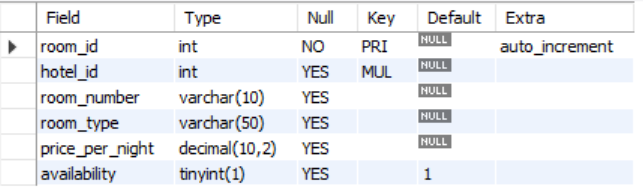 Field Type Null Key Default Extra
room_id int NO PRI NULL auto_increment
hotel_id int YES MUL NULL
room_number varchar(10) YES NULL
room_type varchar(50) YES NULL
price_per_night decimal(10,2) YES NULL
availability tinyint(1) YES 1